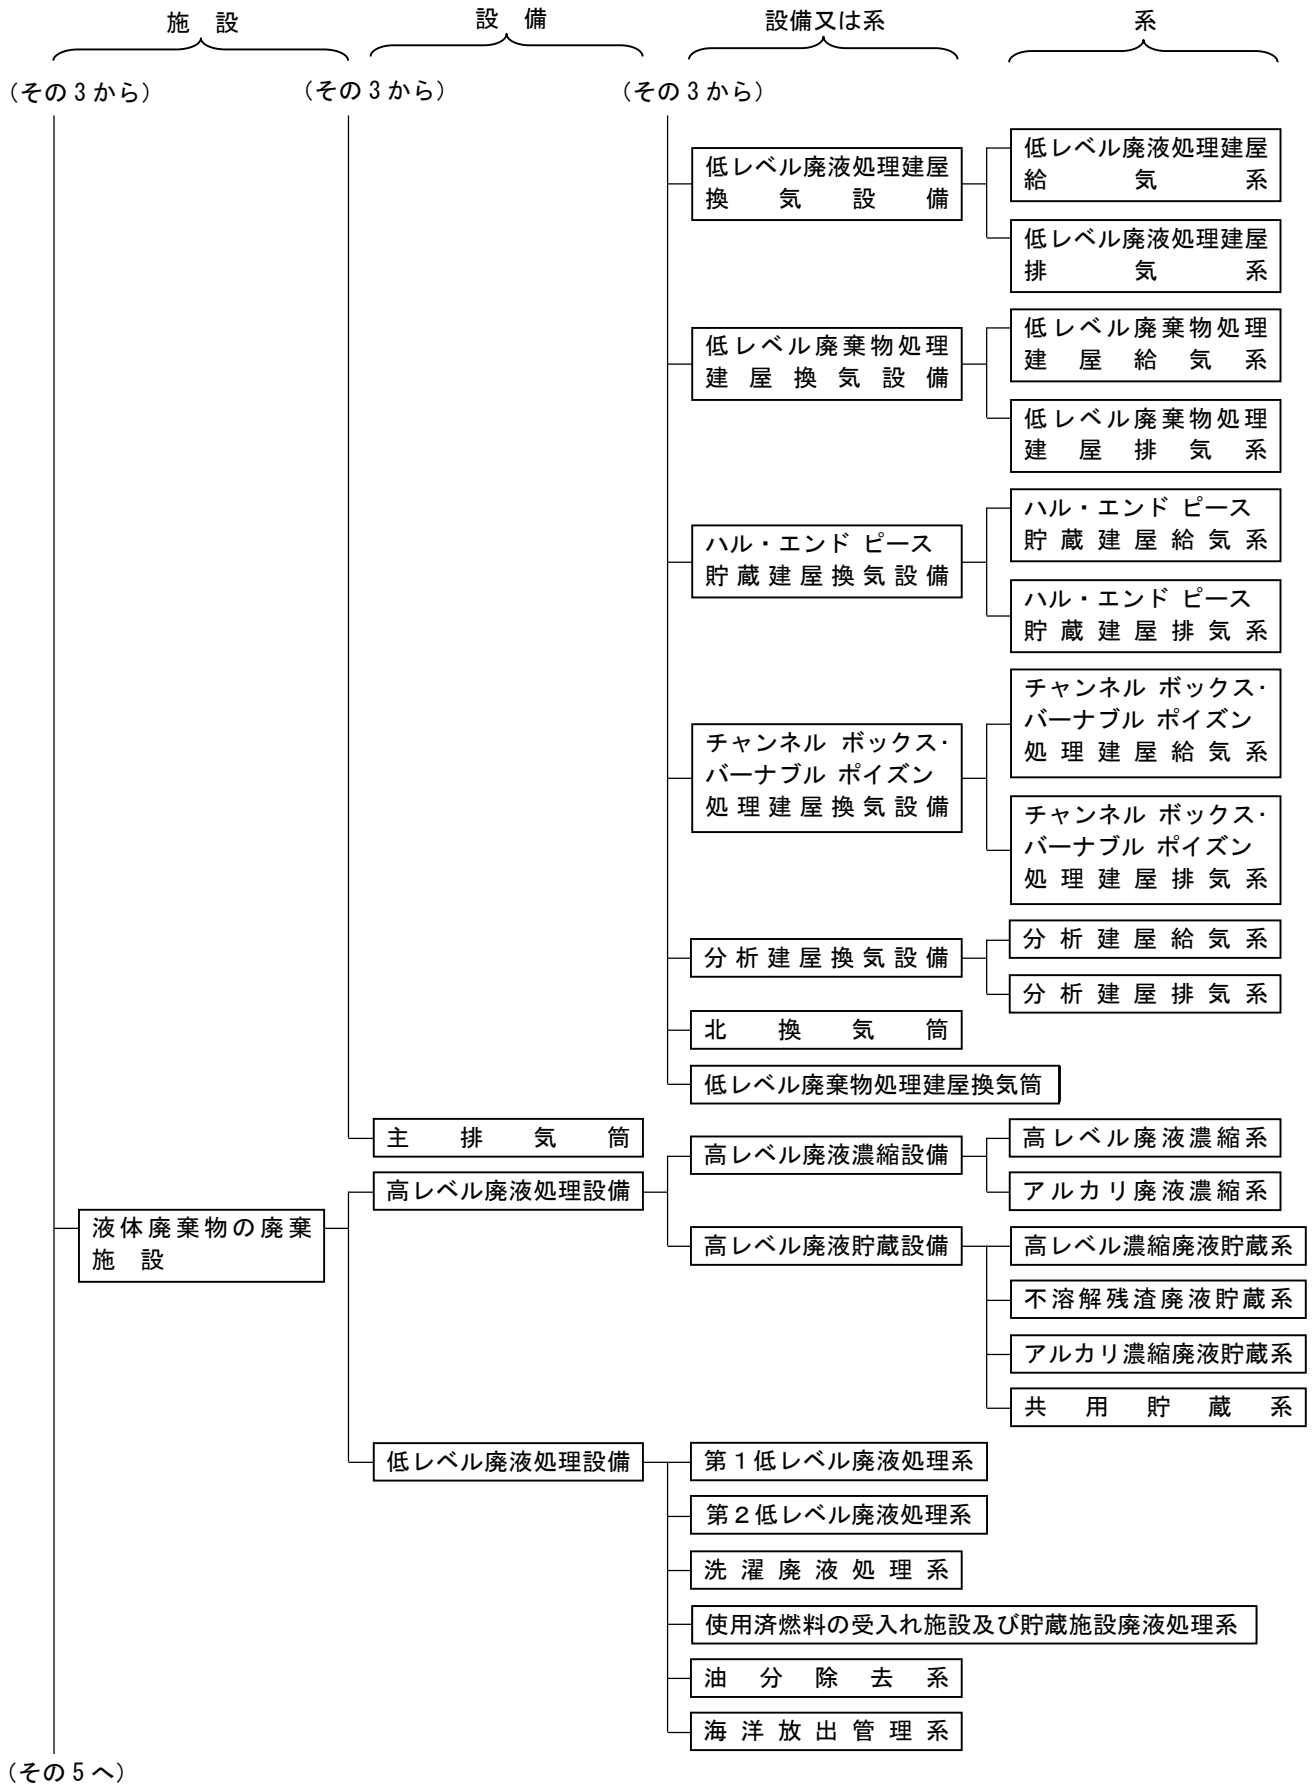 施設
設備
設備又は系
系
（その３から）
（その３から）
（その３から）
低レベル廃液処理建屋
換気設備
低レベル廃液処理建屋
給気系
低レベル廃液処理建屋
排気系
低レベル廃棄物処理
建屋換気設備
低レベル廃棄物処理
建屋給気系
低レベル廃棄物処理
建屋排気系
ハル・エンド ピース
貯蔵建屋換気設備
ハル・エンド ピース
貯蔵建屋給気系
ハル・エンド ピース
貯蔵建屋排気系
チャンネル ボックス・
バーナブル ポイズン
処理建屋換気設備
チャンネル ボックス・
バーナブル ポイズン
処理建屋給気系
チャンネル ボックス・
バーナブル ポイズン
処理建屋排気系
分析建屋換気設備
分析建屋給気系
分析建屋排気系
北換気筒
低レベル廃棄物処理建屋換気筒
主排気筒
液体廃棄物の廃棄
施設
高レベル廃液処理設備
高レベル廃液濃縮設備
高レベル廃液濃縮系
アルカリ廃液濃縮系
高レベル廃液貯蔵設備
高レベル濃縮廃液貯蔵系
不溶解残渣廃液貯蔵系
アルカリ濃縮廃液貯蔵系
共用貯蔵系
低レベル廃液処理設備
第１低レベル廃液処理系
第２低レベル廃液処理系
洗濯廃液処理系
使用済燃料の受入れ施設及び貯蔵施設廃液処理系
油分除去系
海洋放出管理系
（その５へ）